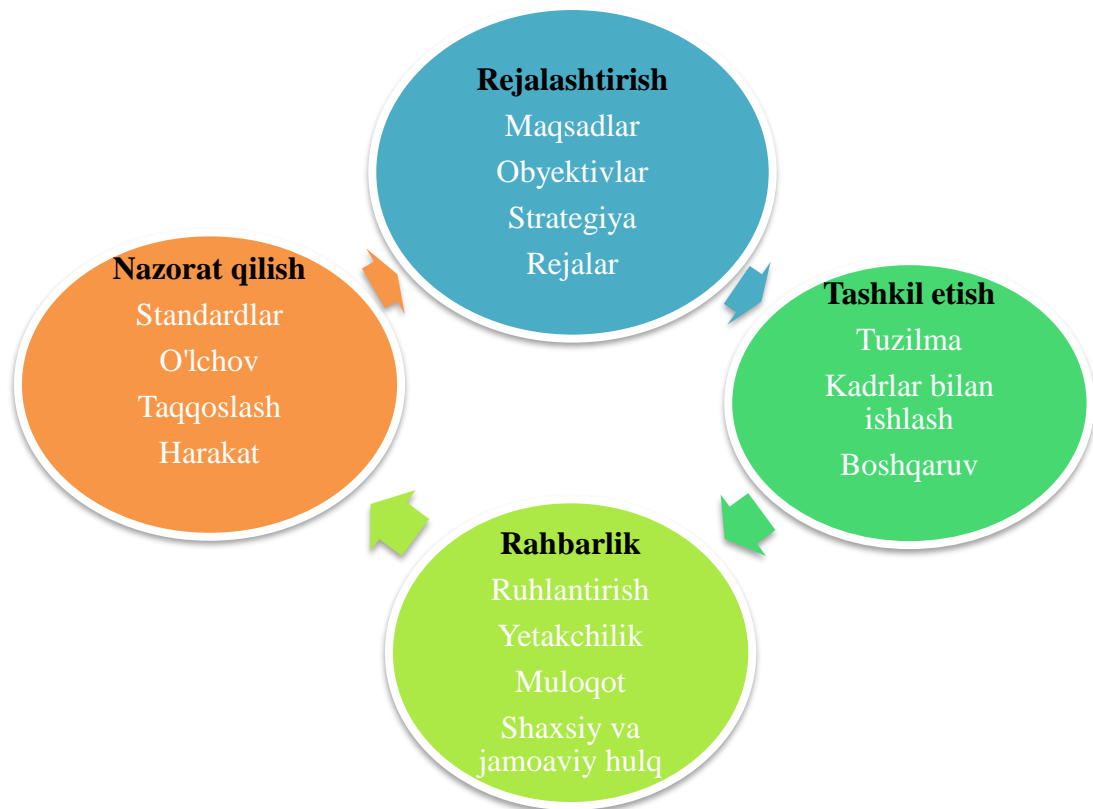 Rejalashtirish
Maqsadlar
Obyektivlar
Strategiya
Rejalar
Tashkil etish
Tuzilma
Kadrlar bilan
ishlash
Boshqaruv
Rahbarlik
Ruhlantirish
Yetakchilik
Muloqot
Shaxsiy va
jamoaviy hulq
Nazorat qilish
Standardlar
O'lchov
Taqqoslash
Harakat